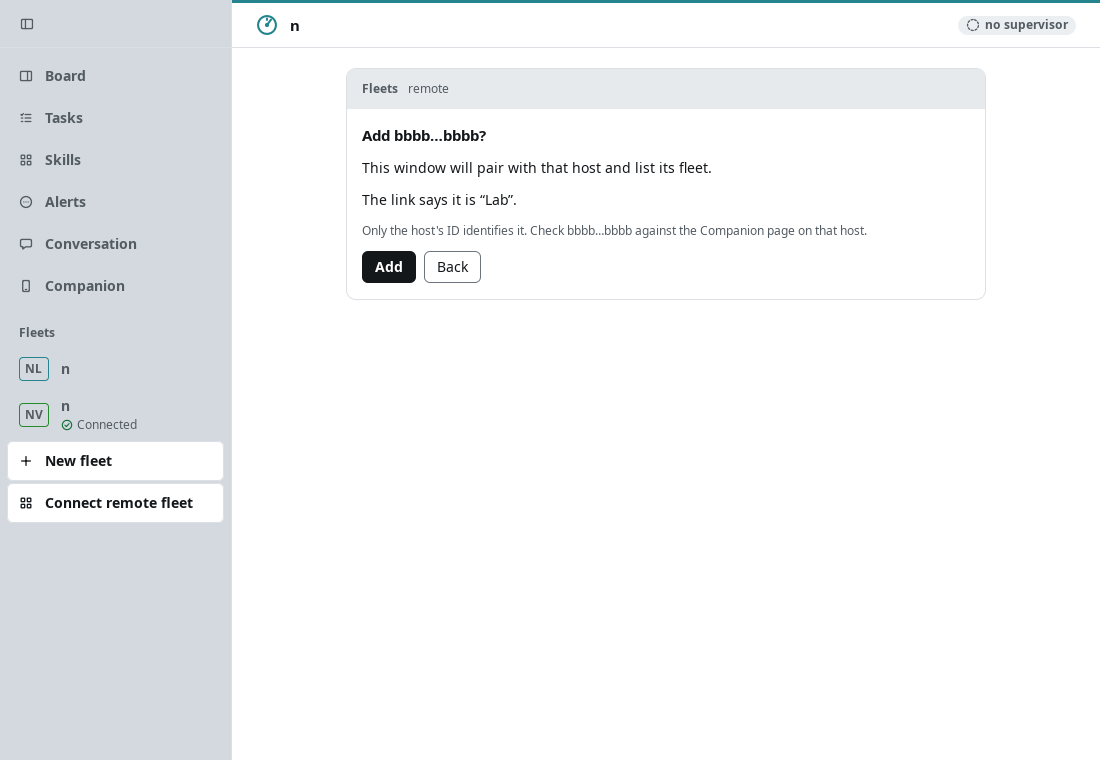 Board
Tasks
Skills
Alerts
Conversation
Companion
Fleets
NL n
NV n
Connected
New fleet
Connect remote fleet
n
no supervisor
Fleets remote
Add bbbb…bbbb?
This window will pair with that host and list its fleet.
The link says it is “Lab”.
Only the host's ID identifies it. Check bbbb…bbbb against the Companion page on that host.
Add Back